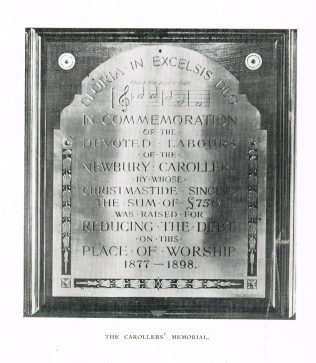 GLORIA IN EXCELSIS DEO
IN COMMEMORATION
OF THE
DEVOTED · LABOURS
OF · THE
NEWBURY CAROLLERS
BY · WHOSE ·
CHRISTMASTIDE · SINGING
THE · SUM · OF
WAS · RAISED · FOR
REDUCING · THE · DEBT
· ON · THIS ·
PLACE · OF · WORSHIP
1877 — 1898.
THE CAROLLERS' MEMORIAL.